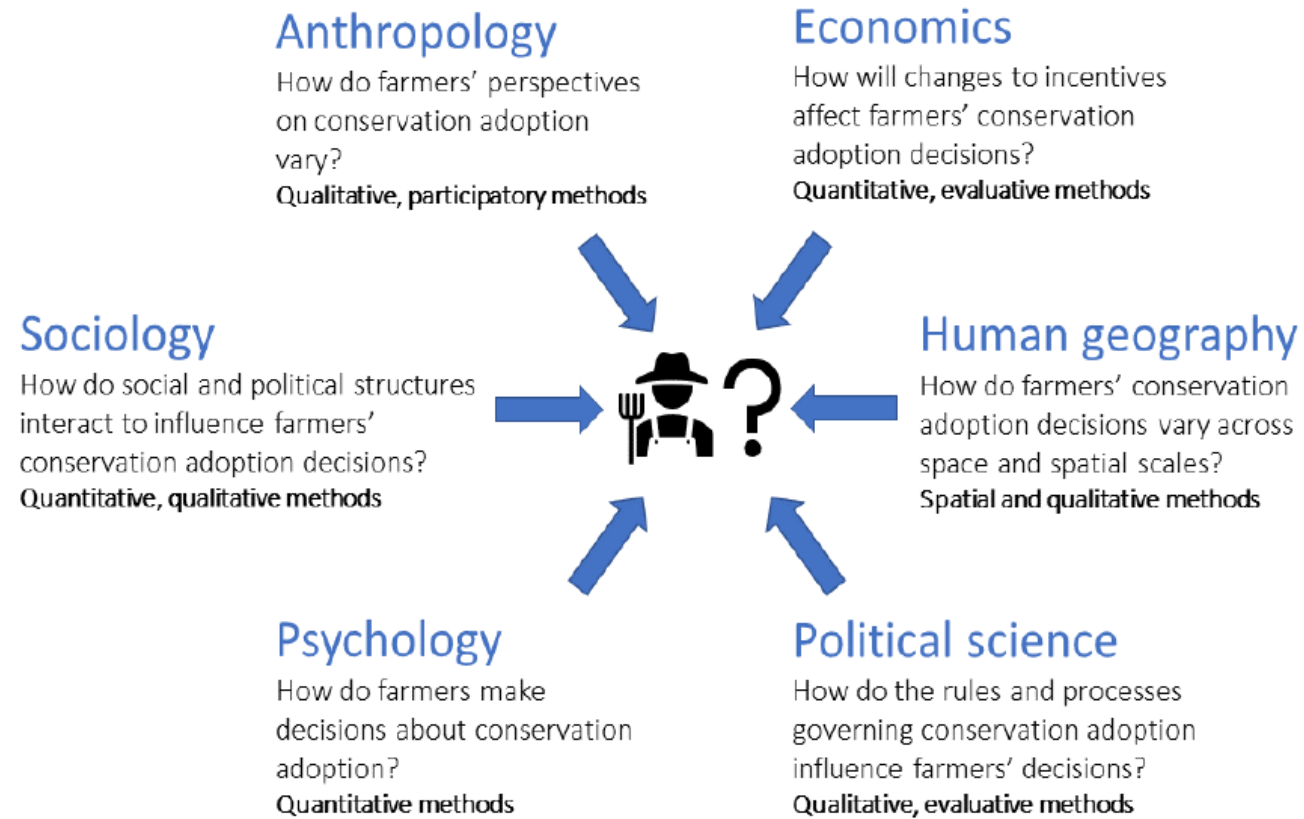 Anthropology
How do farmers’ perspectives
on conservation adoption
vary?
Qualitative, participatory methods
Economics
How will changes to incentives
affect farmers’ conservation
adoption decisions?
Quantitative, evaluative methods
Sociology
How do social and political structures
interact to influence farmers’
conservation adoption decisions?
Quantitative, qualitative methods
?
Human geography
How do farmers’ conservation
adoption decisions vary across
space and spatial scales?
Spatial and qualitative methods
Psychology
How do farmers make
decisions about conservation
adoption?
Quantitative methods
Political science
How do the rules and processes
governing conservation adoption
influence farmers’ decisions?
Qualitative, evaluative methods